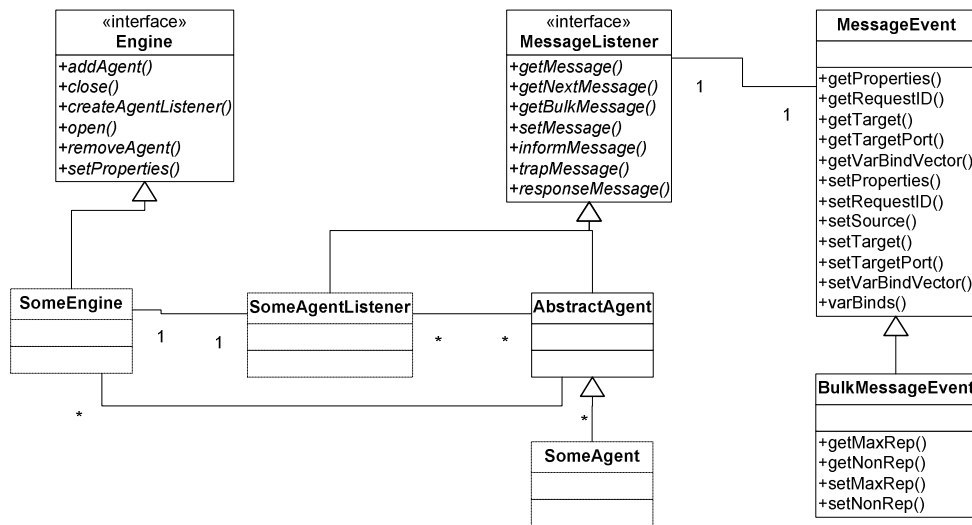 «interface»
Engine
+addAgent()
+close()
+createAgentListener()
+open()
+removeAgent()
+setProperties()
«interface»
MessageListener
+getMessage()
+getNextMessage()
+getBulkMessage()
+setMessage()
+informMessage()
+trapMessage()
+responseMessage()
1
1
MessageEvent
+getProperties()
+getRequestID()
+getTarget()
+getTargetPort()
+getVarBindVector()
+setProperties()
+setRequestID()
+setSource()
+setTarget()
+setTargetPort()
+setVarBindVector()
+varBinds()
SomeEngine
1
1
SomeAgentListener
*
*
AbstractAgent
*
*
SomeAgent
BulkMessageEvent
+getMaxRep()
+getNonRep()
+setMaxRep()
+setNonRep()